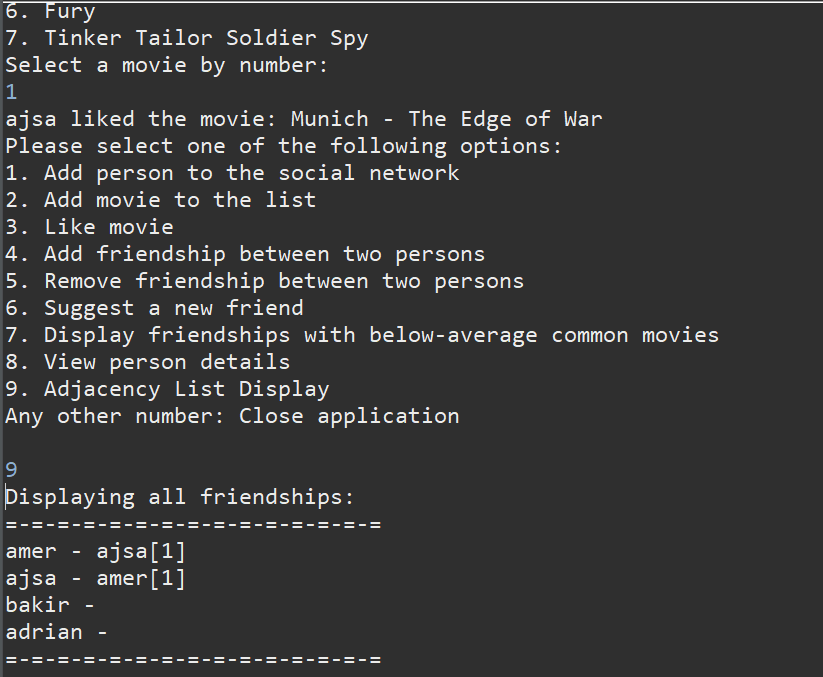 6. Fury
7. Tinker Tailor Soldier Spy
Select a movie by number:
1
ajsa liked the movie: Munich - The Edge of War
Please select one of the following options:
1. Add person to the social network
2. Add movie to the list
3. Like movie
4. Add friendship between two persons
5. Remove friendship between two persons
6. Suggest a new friend
7. Display friendships with below-average common movies
8. View person details
9. Adjacency List Display
Any other number: Close application
9
Displaying all friendships:
=-=-=-=-=-=-=-=-=-=-=-=-=-=-=
amer - ajsa[1]
ajsa - amer[1]
bakir -
adrian -
=-=-=-=-=-=-=-=-=-=-=-=-=-=-=